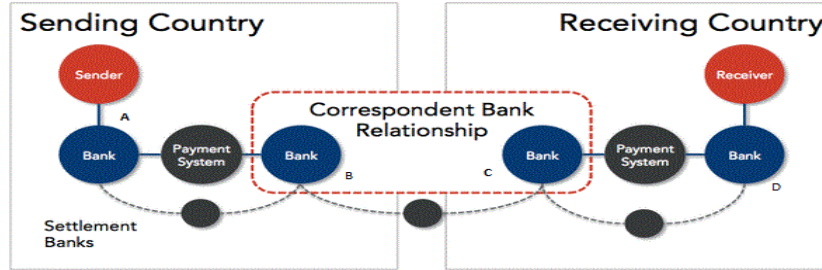 Sending Country
Receiving Country
Sender
Receiver
A
Correspondent Bank
Relationship
Bank
Payment
System
Bank
B
C
Bank
Payment
System
Bank
D
Settlement
Banks